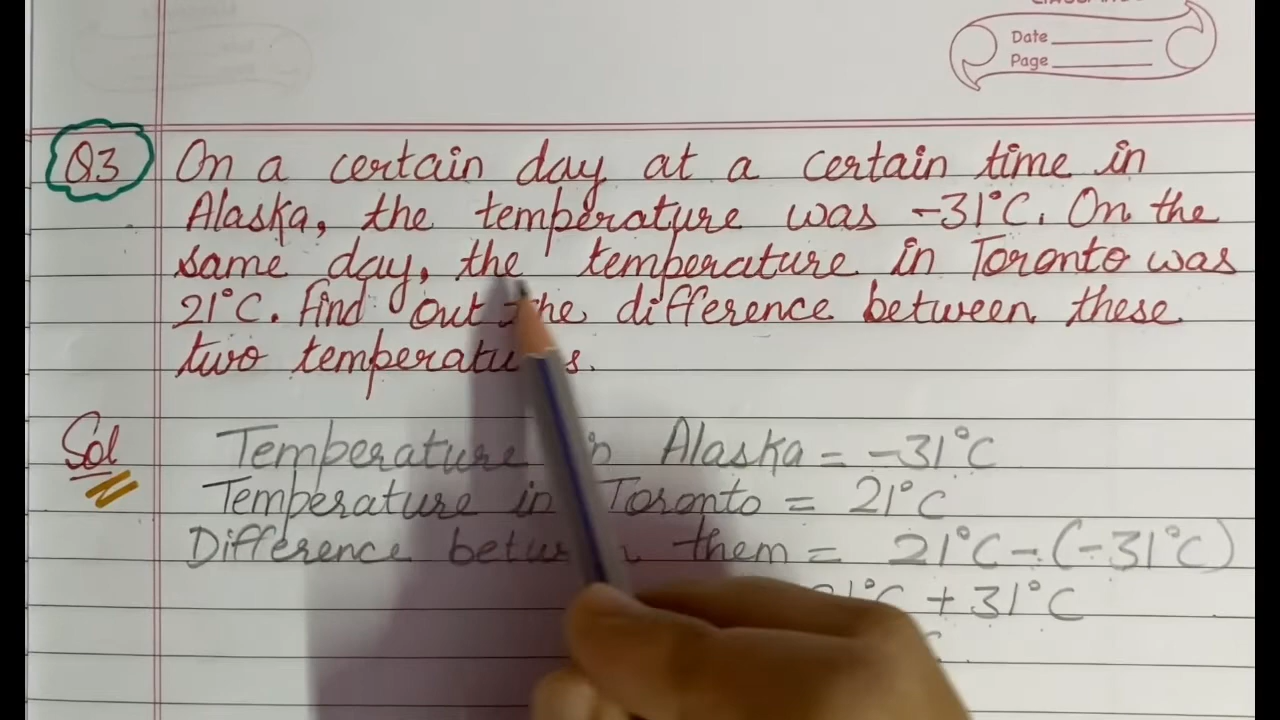 Date
Page
Q3 On a certain day at a certain time in
Alaska, the temperature was -31°C. On the
same day, the temperature in Toronto was
21°C. Find out the difference between these
two
Sol Temperature Alaska = -31°C
Temperature in Toronto = 21°C
Difference them = 21°C - (-31°C)
+ 31°C